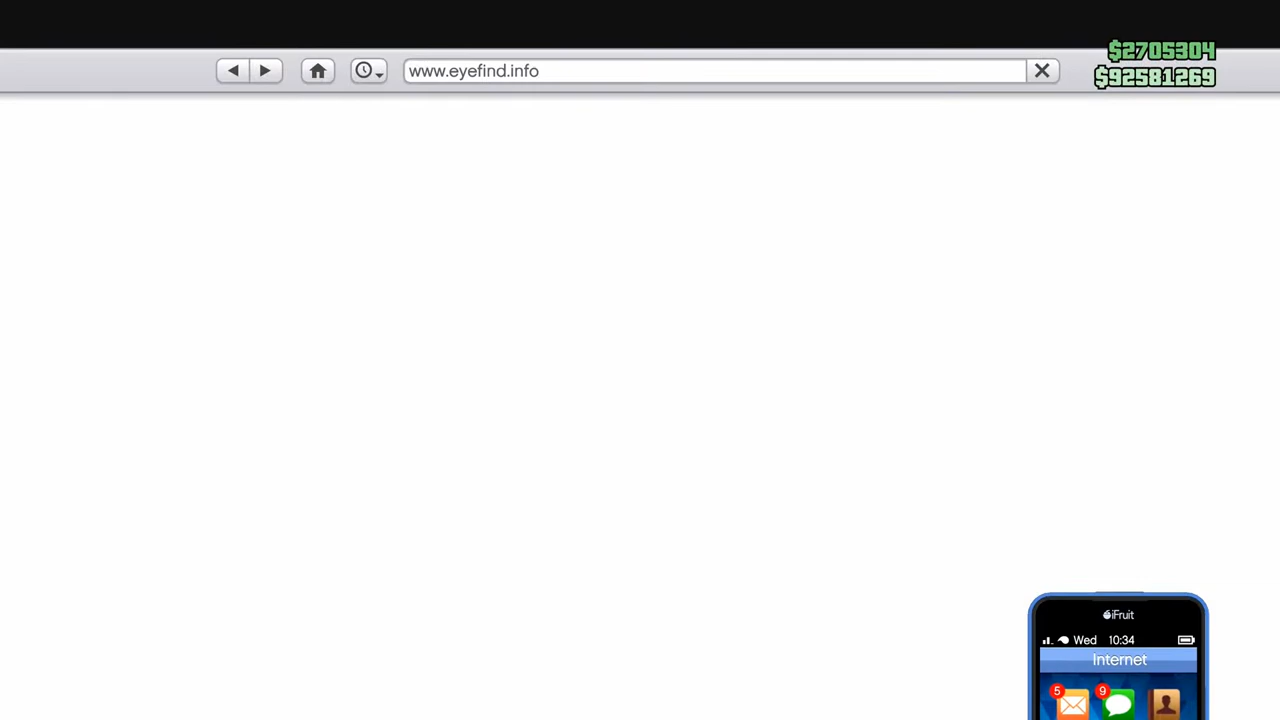 $2705304
www.eyefind.info
$92581269
iFruit
Wed 10:34
Internet
5 9